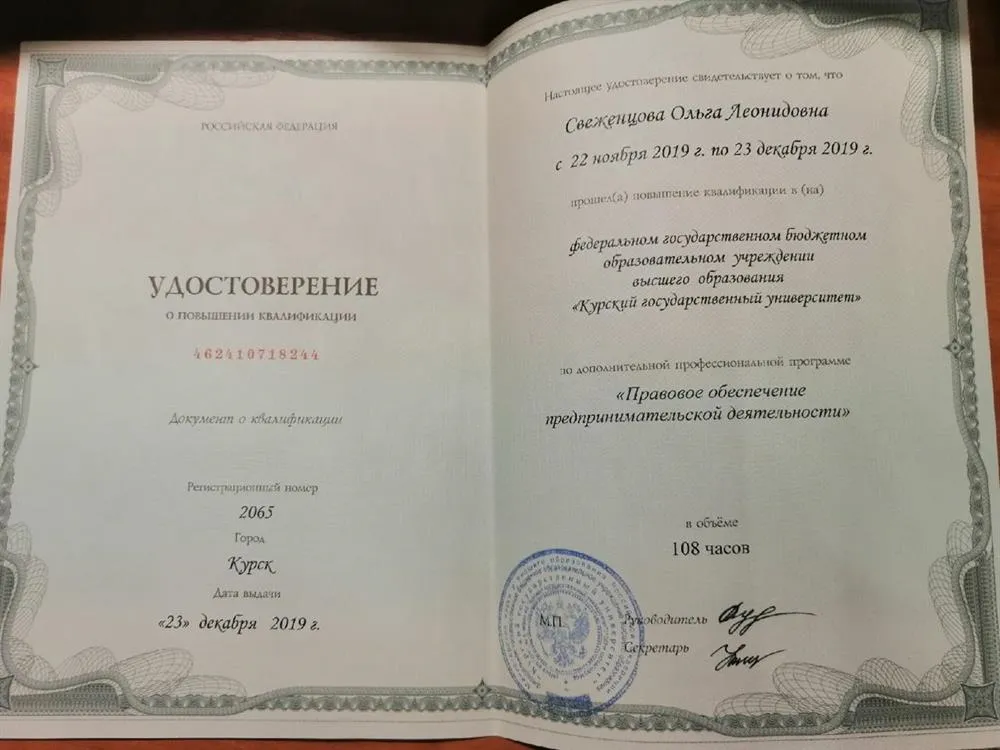 РОССИЙСКАЯ ФЕДЕРАЦИЯ
УДОСТОВЕРЕНИЕ
О ПОВЫШЕНИИ КВАЛИФИКАЦИИ
462410718244
Документ о квалификации
Регистрационный номер
2065
Город
Курск
Дата выдачи
«23» декабря 2019 г.
Настоящее удостоверение свидетельствует о том, что
Свеженцова Ольга Леонидовна
с 22 ноября 2019 г. по 23 декабря 2019 г.
прошел(а) повышение квалификации в (на)
федеральном государственном бюджетном
образовательном учреждении
высшего образования
«Курский государственный университет»
по дополнительной профессиональной программе
«Правовое обеспечение
предпринимательской деятельности»
в объёме
108 часов
М.П.
Руководитель
Секретарь